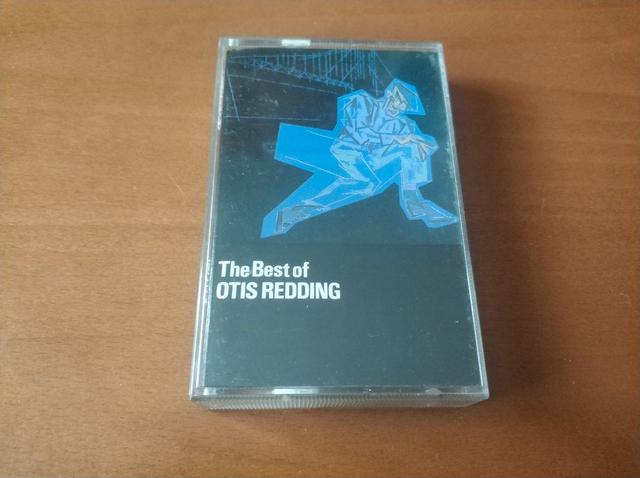 The Best of
OTIS REDDING